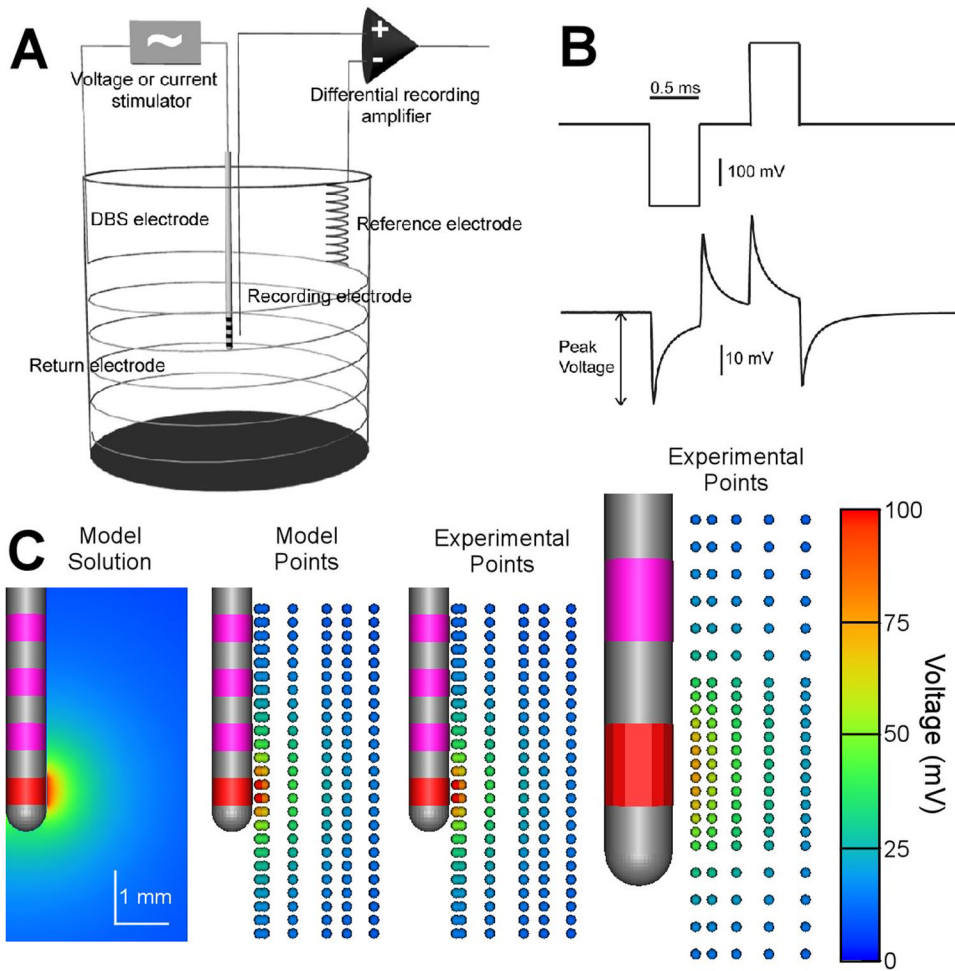 A
Voltage or current
stimulator
+
-
Differential recording
amplifier
DBS electrode
Reference electrode
Recording electrode
Return electrode
B
0.5 ms
100 mV
Peak
Voltage
10 mV
C
Model
Solution
Model
Points
Experimental
Points
Experimental
Points
1 mm
100
75
50
25
0
Voltage (mV)